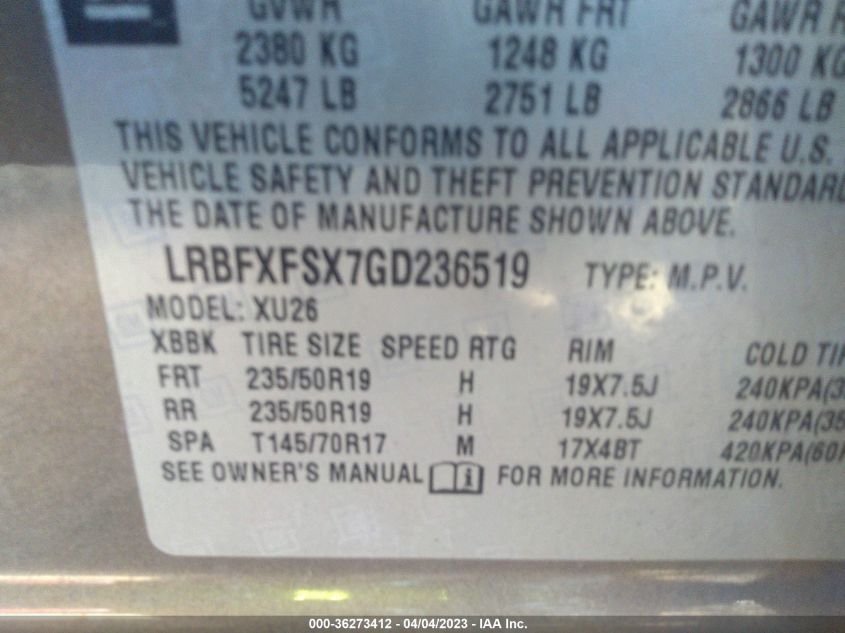 GVWR GAWR FRT GAWR R
2380 KG 1248 KG 1300 KG
5247 LB 2751 LB 2866 LB
THIS VEHICLE CONFORMS TO ALL APPLICABLE U.S.
VEHICLE SAFETY AND THEFT PREVENTION STANDARD
THE DATE OF MANUFACTURE SHOWN ABOVE.
LRBFXFSX7GD236519 TYPE: M.P.V.
MODEL: XU26
XBBK TIRE SIZE SPEED RTG RIM COLD TIR
FRT 235/50R19 H 19X7.5J 240KPA(35
RR 235/50R19 H 19X7.5J 240KPA(35
SPA T145/70R17 M 17X4BT 420KPA(60
SEE OWNER'S MANUAL i FOR MORE INFORMATION.
000-36273412 - 04/04/2023 - IAA Inc.